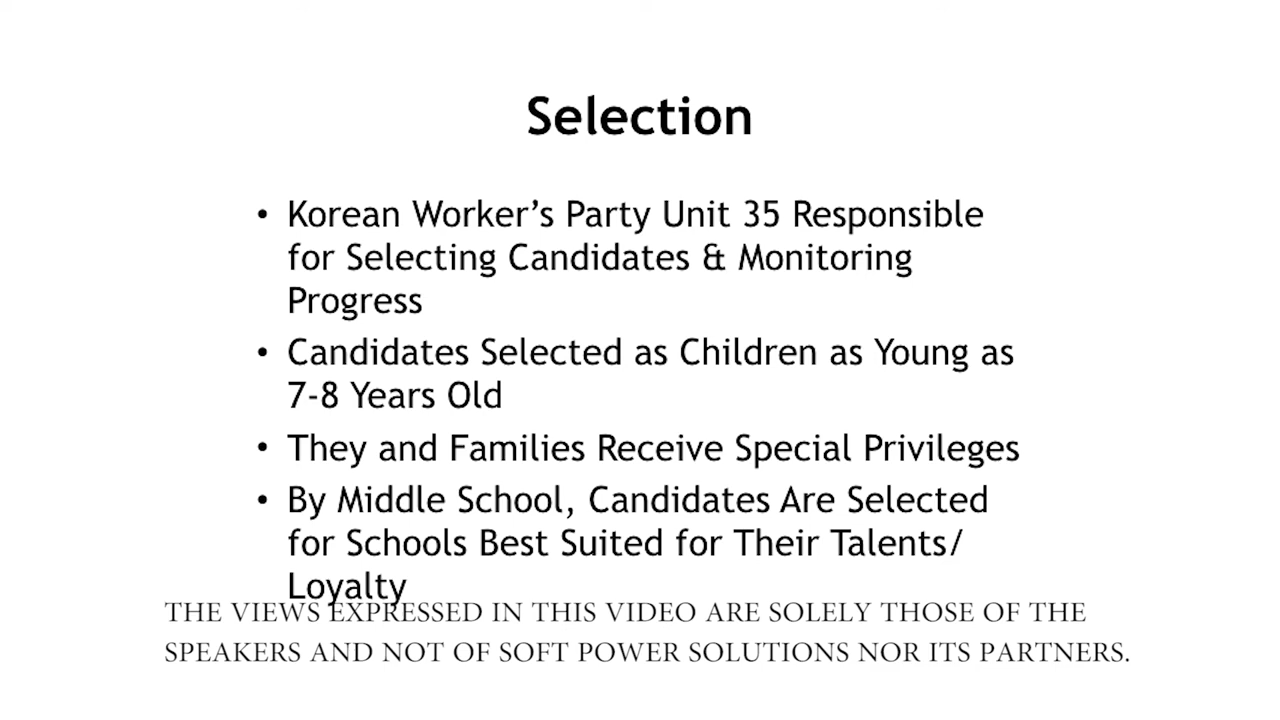 Selection
• Korean Worker’s Party Unit 35 Responsible
for Selecting Candidates & Monitoring
Progress
• Candidates Selected as Children as Young as
7-8 Years Old
• They and Families Receive Special Privileges
• By Middle School, Candidates Are Selected
for Schools Best Suited for Their Talents/
Loyalty
THE VIEWS EXPRESSED IN THIS VIDEO ARE SOLELY THOSE OF THE
SPEAKERS AND NOT OF SOFT POWER SOLUTIONS NOR ITS PARTNERS.